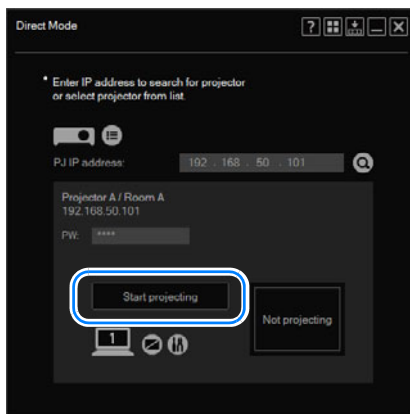 Direct Mode
?
Enter IP address to search for projector
or select projector from list.
PJ IP address: 192 . 168 . 50 . 101
Projector A / Room A
192.168.50.101
PW: ****
Start projecting
Not projecting
1